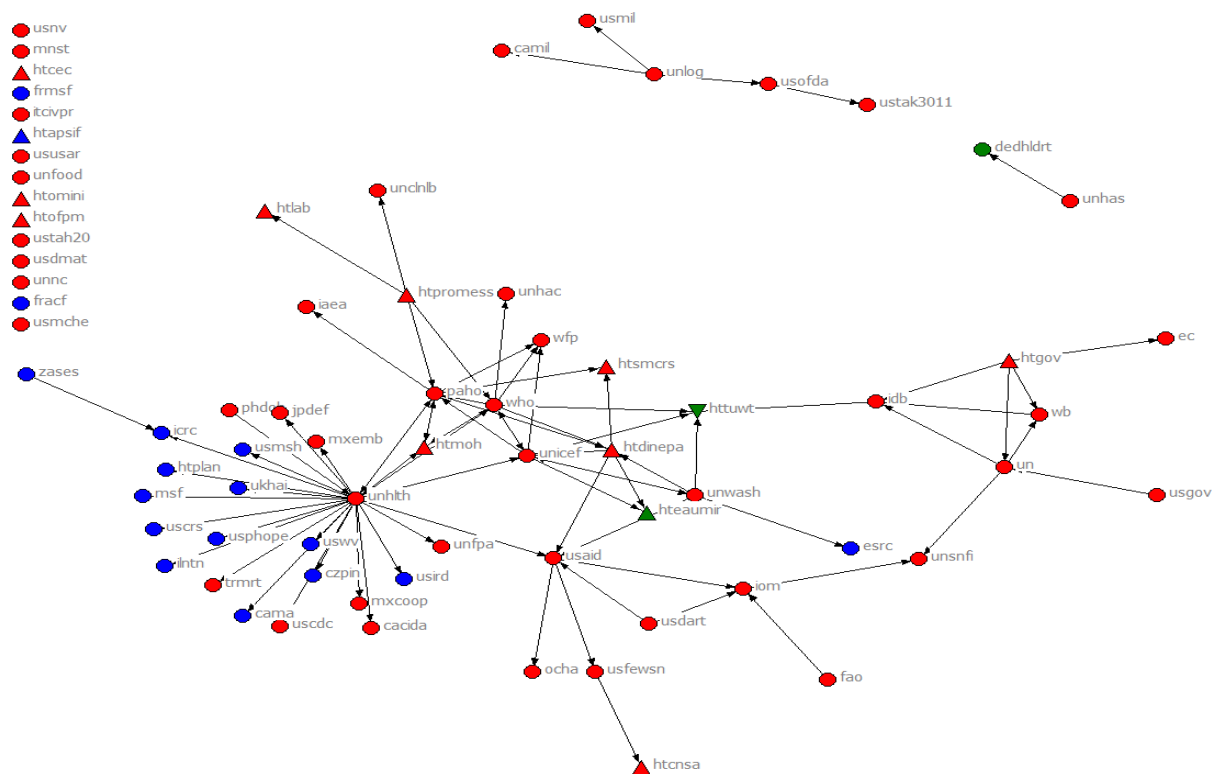 usnv
mnst
htcec
frmsf
itcivpr
htapsif
ususar
unfood
htomini
htofpm
ustah20
usdmat
unnc
fracf
usmche
usmil
camil
unlog
usofda
ustak3011
dedhldrt
unhas
unclnlb
htlab
htpromess
unhac
iaea
wfp
ec
htgov
htsmcrs
zases
paho
who
httuwt
idb
wb
jpdef
icrc
usmsh
mxemb
htmoh
unicef
htdinepa
un
htplan
ukhai
msf
unhlth
unwash
usgov
hteaumir
uscrs
usphope
uswv
unfpa
esrc
usaid
unsnfi
ilntn
czpin
usird
trmrt
iom
mxcoop
cama
uscdc
cacida
usdart
ocha
usfewsn
fao
htcnsa